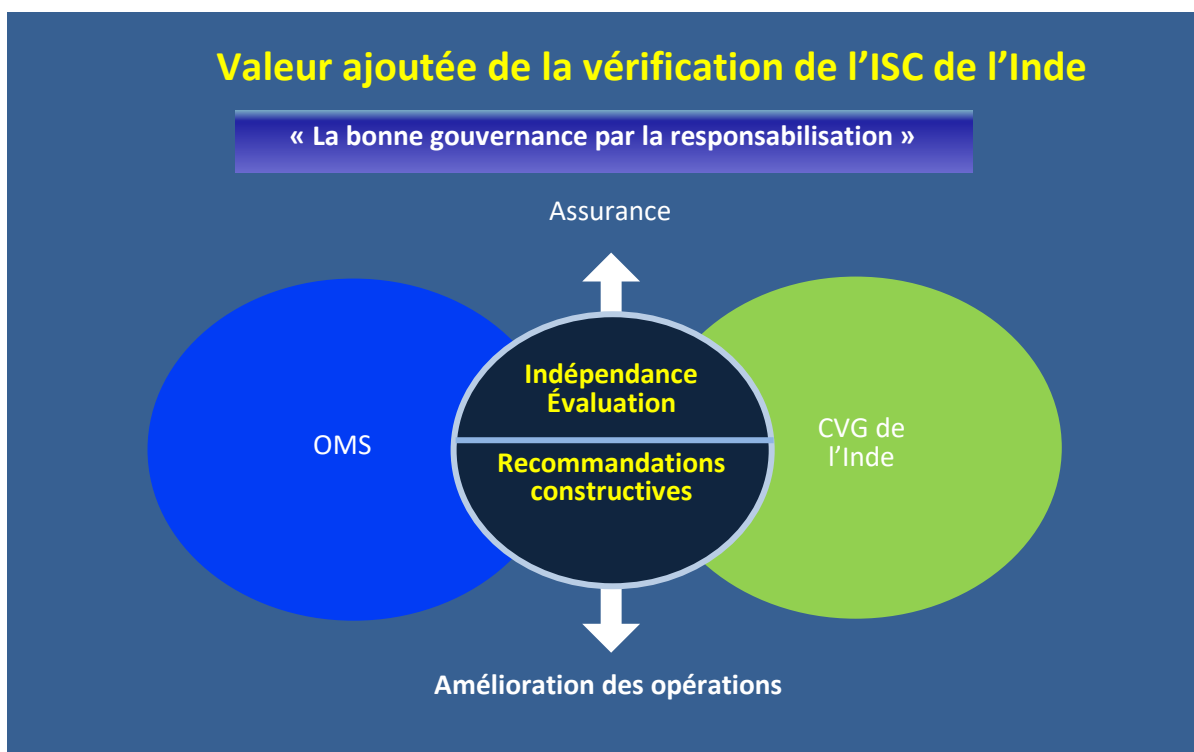 Valeur ajoutée de la vérification de l’ISC de l’Inde
« La bonne gouvernance par la responsabilisation »
Assurance
Indépendance
Évaluation
OMS
CVG de
l’Inde
Recommandations
constructives
Amélioration des opérations